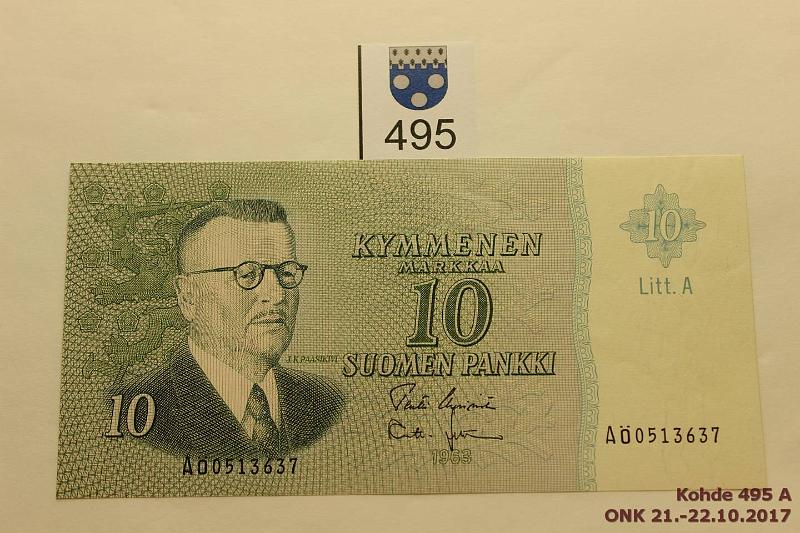 495
KYMMENEN
MARKKAA
10
SUOMEN PANKKI
J.K.PAASIKIVI
10
Litt. A
10
AÖ0513637
AÖ0513637
1963
Kohde 495 A
ONK 21.-22.10.2017